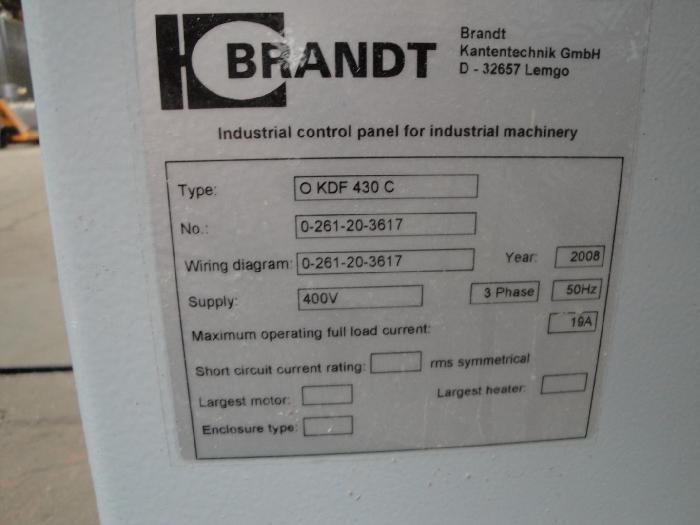 BRANDT
Brandt
Kantentechnik GmbH
D - 32657 Lemgo
Industrial control panel for industrial machinery
Type: O KDF 430 C
No.: 0-261-20-3617
Wiring diagram: 0-261-20-3617 Year: 2008
Supply: 400V 3 Phase 50Hz
Maximum operating full load current: 19A
Short circuit current rating: rms symmetrical
Largest motor: Largest heater:
Enclosure type: